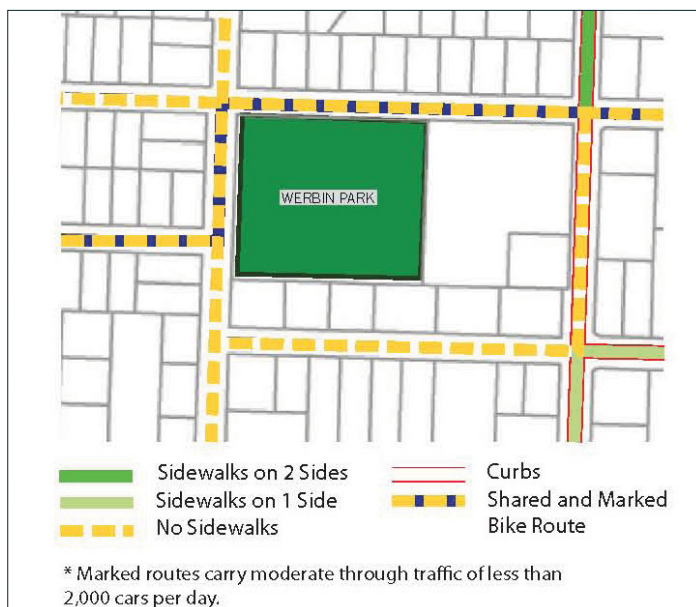 WERBIN PARK
Sidewalks on 2 Sides
Sidewalks on 1 Side
No Sidewalks
Curbs
Shared and Marked
Bike Route
* Marked routes carry moderate through traffic of less than
2,000 cars per day.